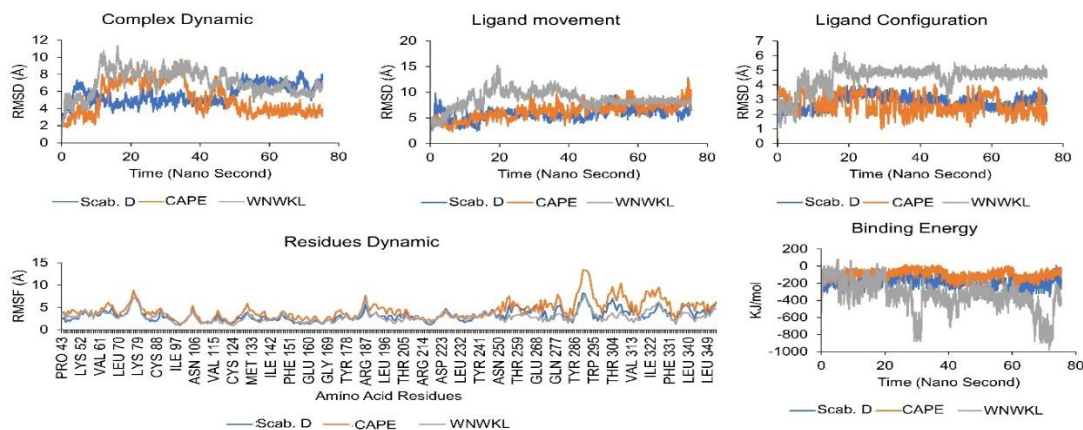 Complex Dynamic
RMSD (Å)
12
10
8
6
4
2
0
0 20 40 60 80
Time (Nano Second)
Scab. D CAPE WNWKL
Ligand movement
RMSD (Å)
20
15
10
5
0
0 20 40 60 80
Time (Nano Second)
Scab. D CAPE WNWKL
Ligand Configuration
RMSD (Å)
7
6
5
4
3
2
1
0
0 20 40 60 80
Time (Nano Second)
Scab. D CAPE WNWKL
Residues Dynamic
RMSF (Å)
15
10
5
0
PRO 43
LYS 52
VAL 61
LEU 70
LYS 79
CYS 88
ILE 97
ASN 106
VAL 115
CYS 124
MET 133
ILE 142
PHE 151
GLU 160
GLY 169
TYR 178
ARG 187
LEU 196
THR 205
ARG 214
ASP 223
LEU 232
TYR 241
ASN 250
THR 259
GLU 268
GLN 277
TYR 286
TRP 295
THR 304
VAL 313
ILE 322
PHE 331
LEU 340
LEU 349
Amino Acid Residues
Scab. D CAPE WNWKL
Binding Energy
KJ/mol
200
0
-200
-400
-600
-800
-1000
0 20 40 60 80
Time (Nano Second)
Scab. D CAPE WNWKL